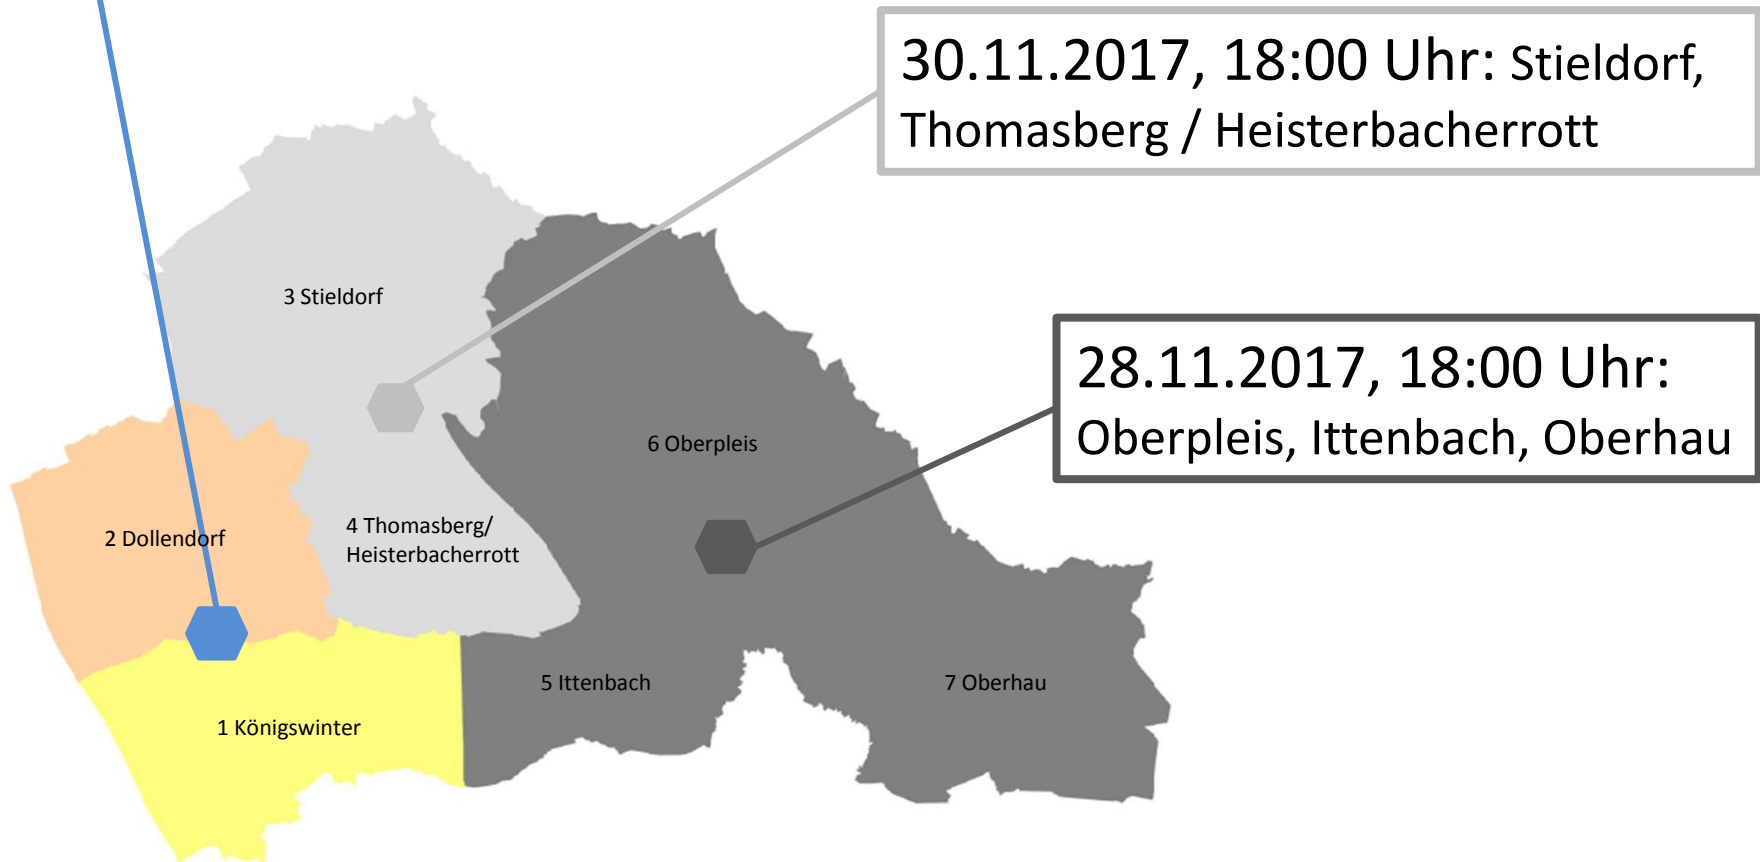 30.11.2017, 18:00 Uhr: Stieldorf,
Thomasberg / Heisterbacherrott
3 Stieldorf
28.11.2017, 18:00 Uhr:
Oberpleis, Ittenbach, Oberhau
6 Oberpleis
2 Dollendorf
4 Thomasberg/
Heisterbacherrott
5 Ittenbach
7 Oberhau
1 Königswinter